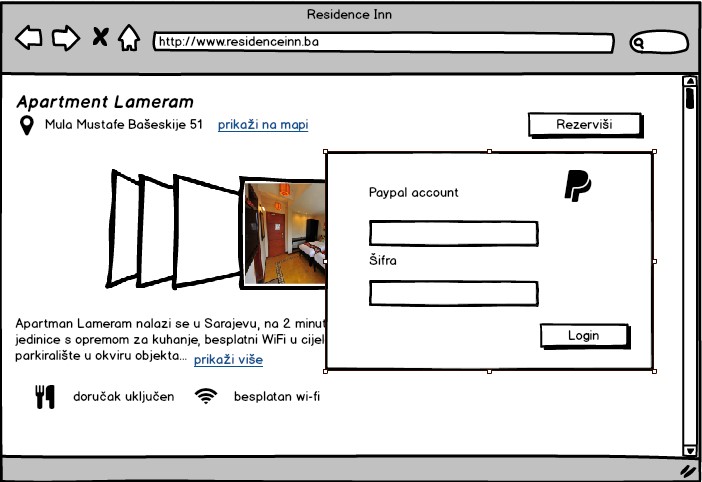 Residence Inn
http://www.residenceinn.ba
Apartment Lameram
Mula Mustafe Bašeskije 51 prikaži na mapi
Rezerviši
Paypal account
Šifra
Login
Apartman Lameram nalazi se u Sarajevu, na 2 minut
jedinice s opremom za kuhanje, besplatni WiFi u cijel
parkiralište u okviru objekta... prikaži više
doručak uključen besplatan wi-fi